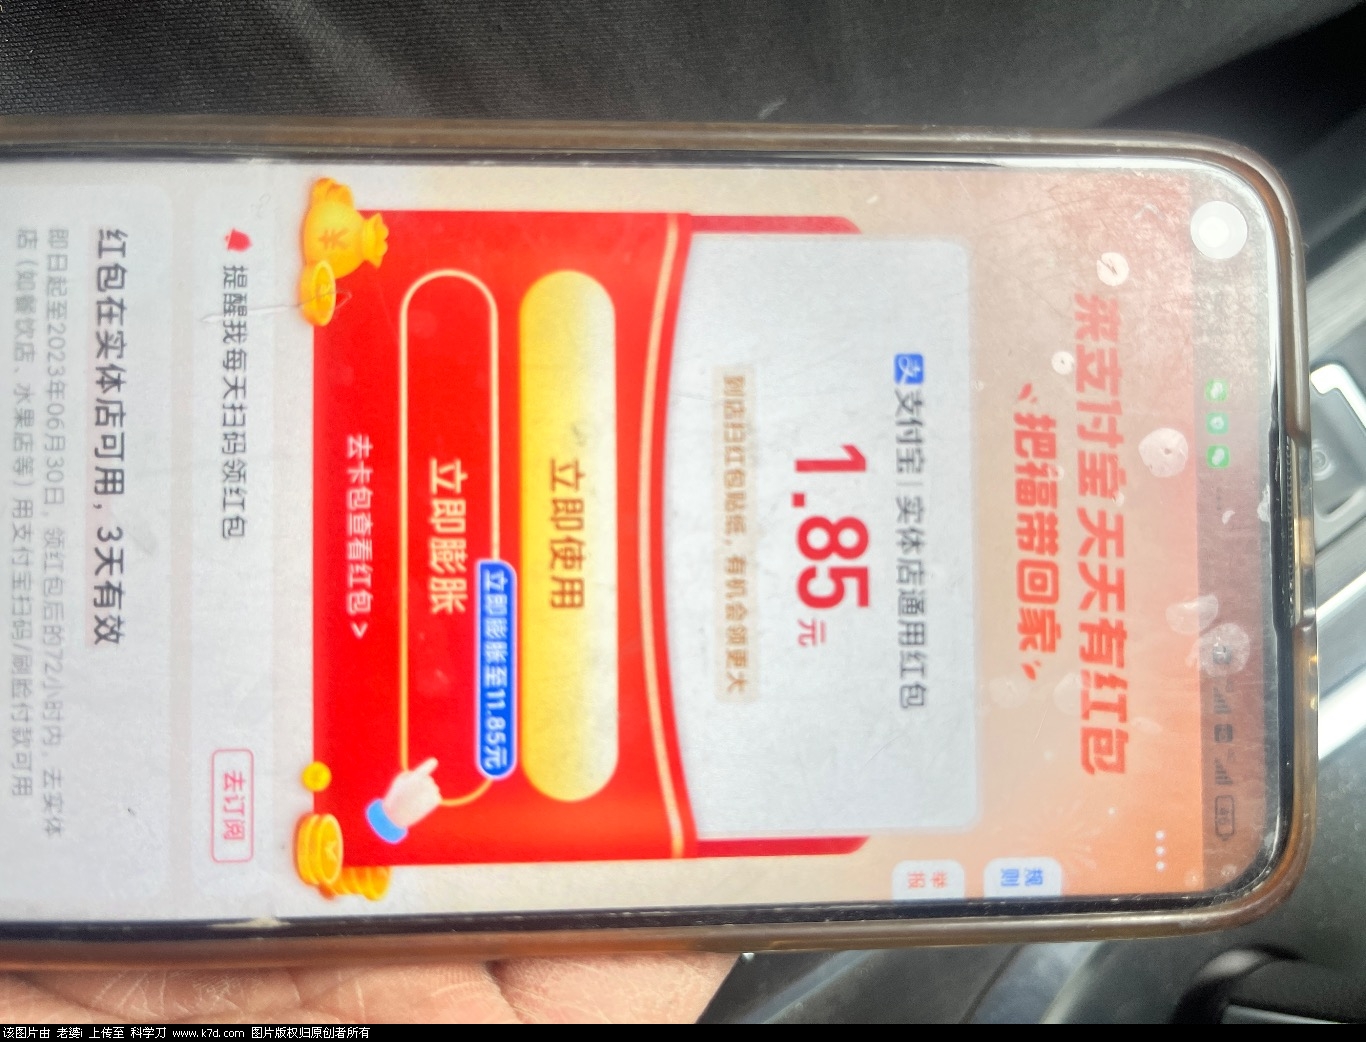 来支付宝天天有红包
把福带回家
规则
举报
支付宝 | 实体店通用红包
1.85元
到店扫红包贴纸，有机会领更大
立即使用
立即膨胀至11.85元
立即膨胀
去卡包查看红包 >
提醒我每天扫码领红包
去订阅
红包在实体店可用，3天有效
即日起至2023年06月30日，领红包后的72小时内，去实体
店（如餐饮店、水果店等）用支付宝扫码/刷脸付款可用
该图片由 老婆i 上传至 科学刀 www.k7d.com 图片版权归原创者所有